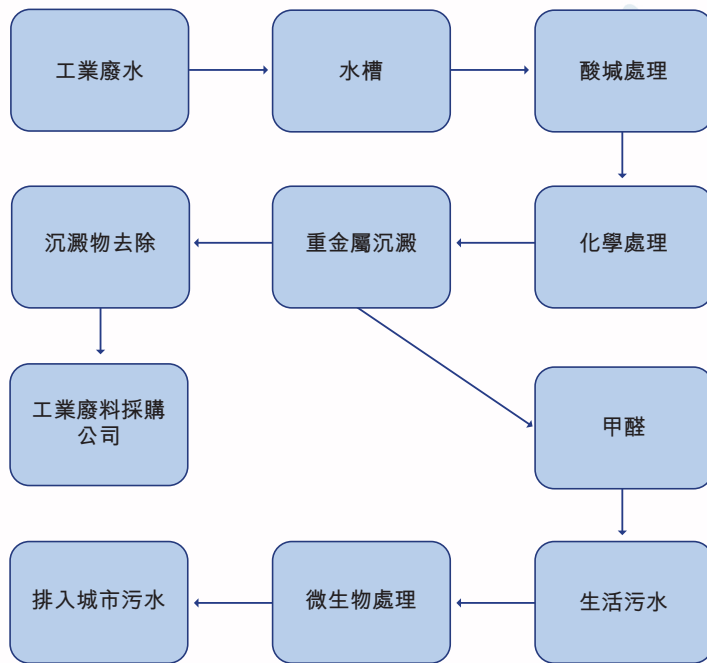 工業廢水
水槽
酸堿處理
沉澱物去除
重金屬沉澱
化學處理
工業廢料採購
公司
甲醛
排入城市污水
微生物處理
生活污水